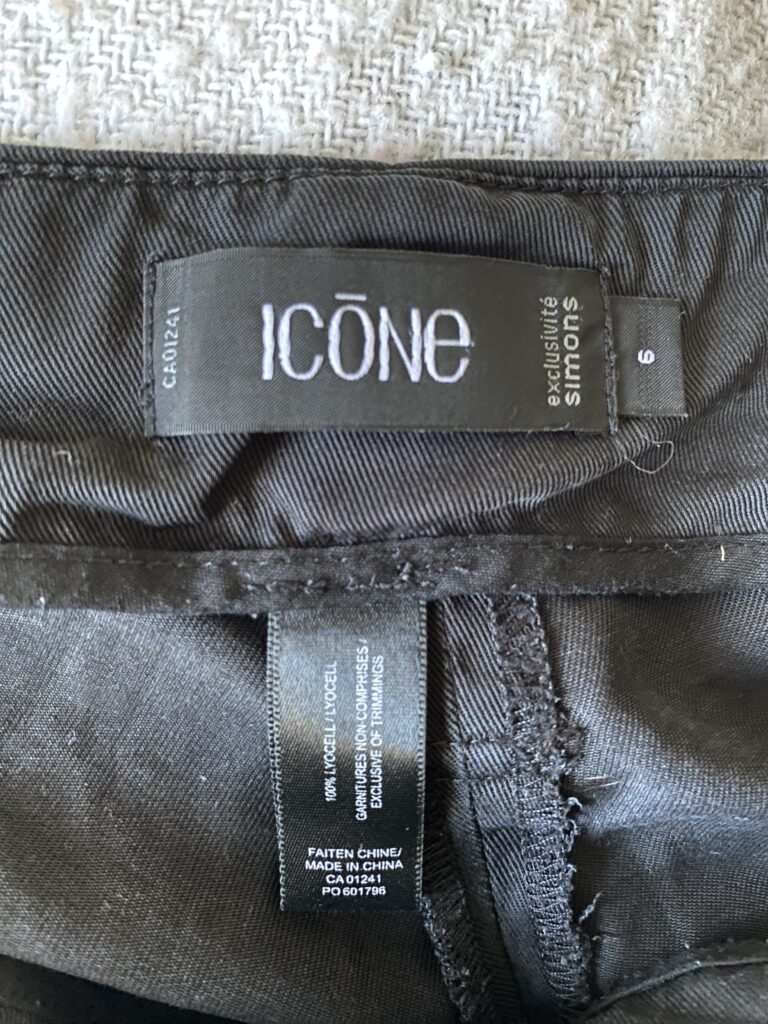 CA01241
ICŌNe
exclusivité
simons
6
100% LYOCELL / LYOCELL
GARNITURES NON-COMPRISES /
EXCLUSIVE OF TRIMMINGS
FAITEN CHINE/
MADE IN CHINA
CA 01241
PO 601796